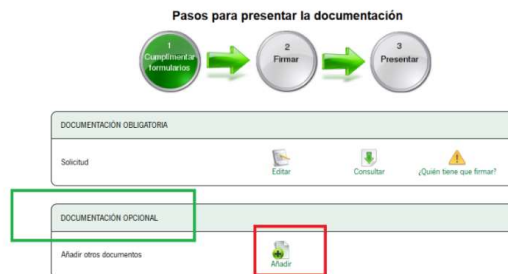 Pasos para presentar la documentación
1
Cumplimentar
formularios
2
Firmar
3
Presentar
DOCUMENTACIÓN OBLIGATORIA
Solicitud
Editar
Consultar
¿Quién tiene que firmar?
DOCUMENTACIÓN OPCIONAL
Añadir otros documentos
Añadir